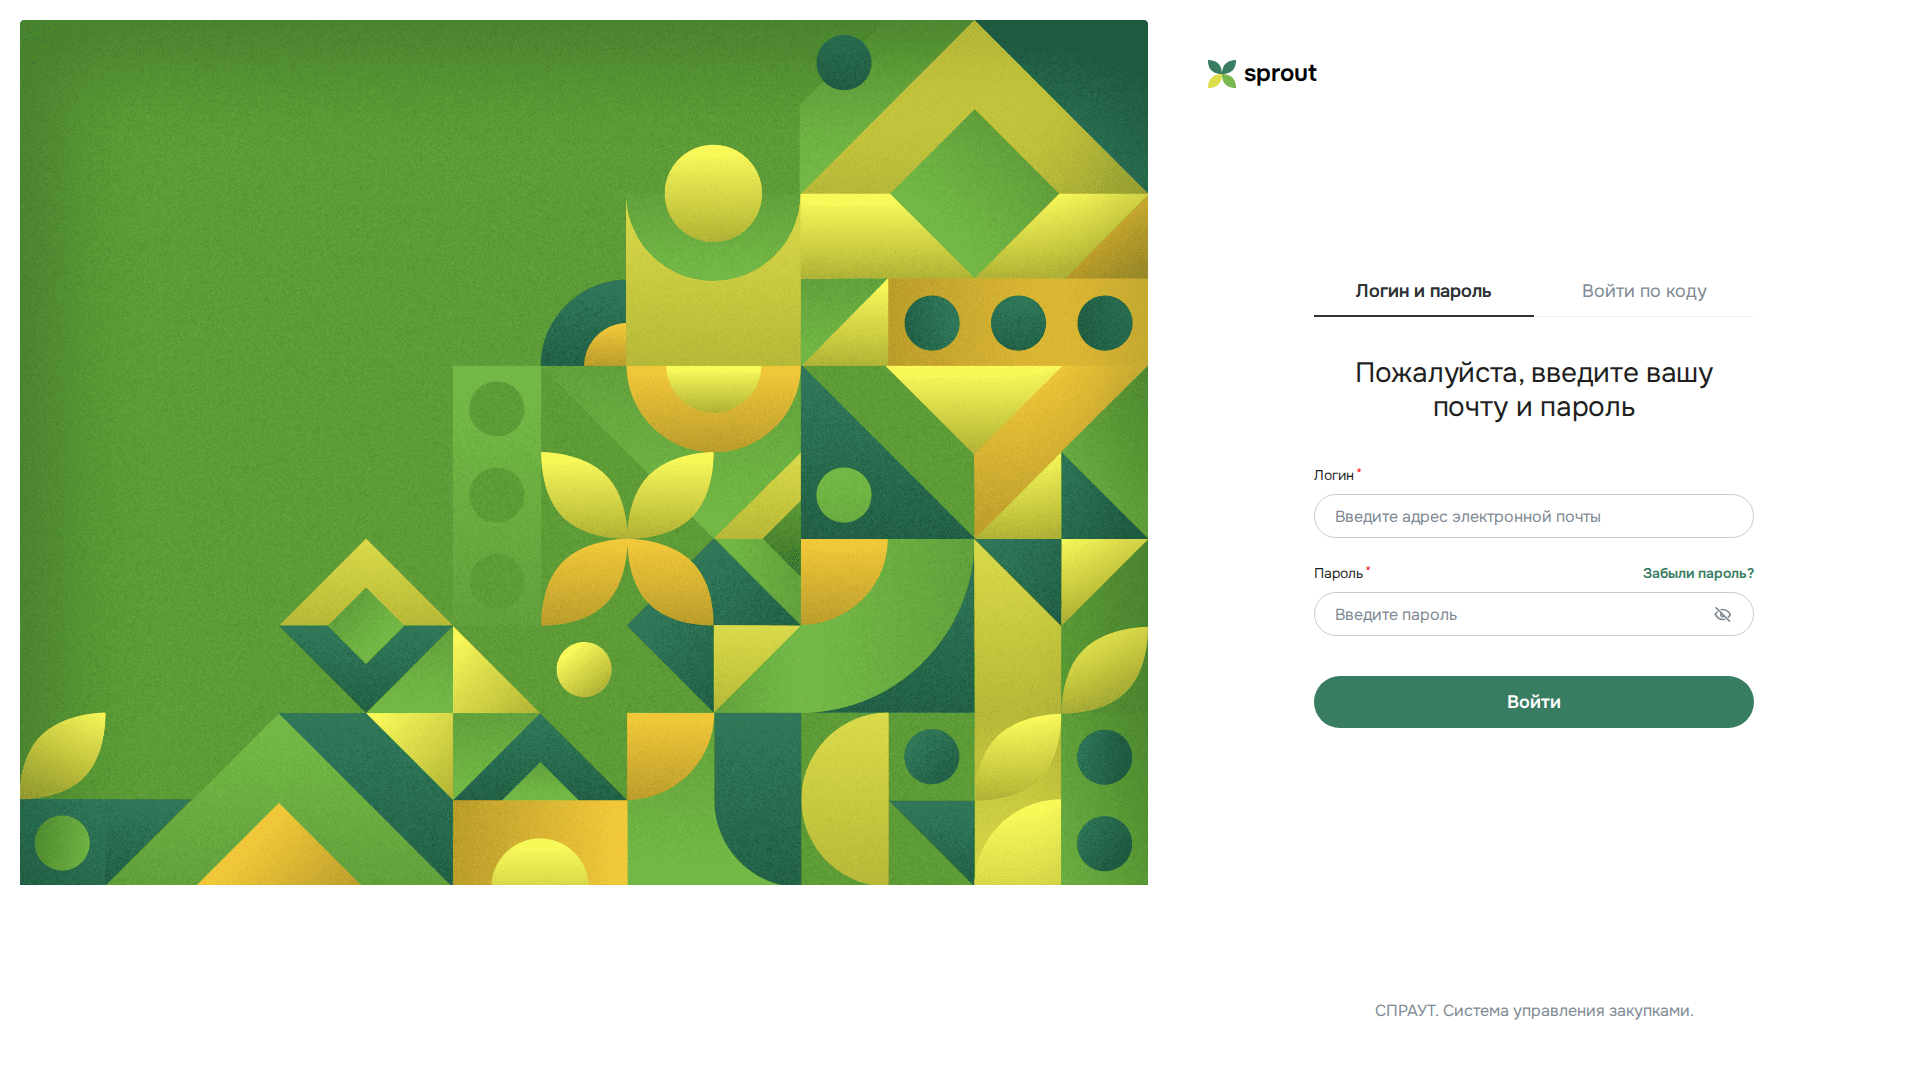 sprout
Логин и пароль
Войти по коду
Пожалуйста, введите вашу
почту и пароль
Логин *
Введите адрес электронной почты
Пароль *
Забыли пароль?
Введите пароль
Войти
СПРАУТ. Система управления закупками.